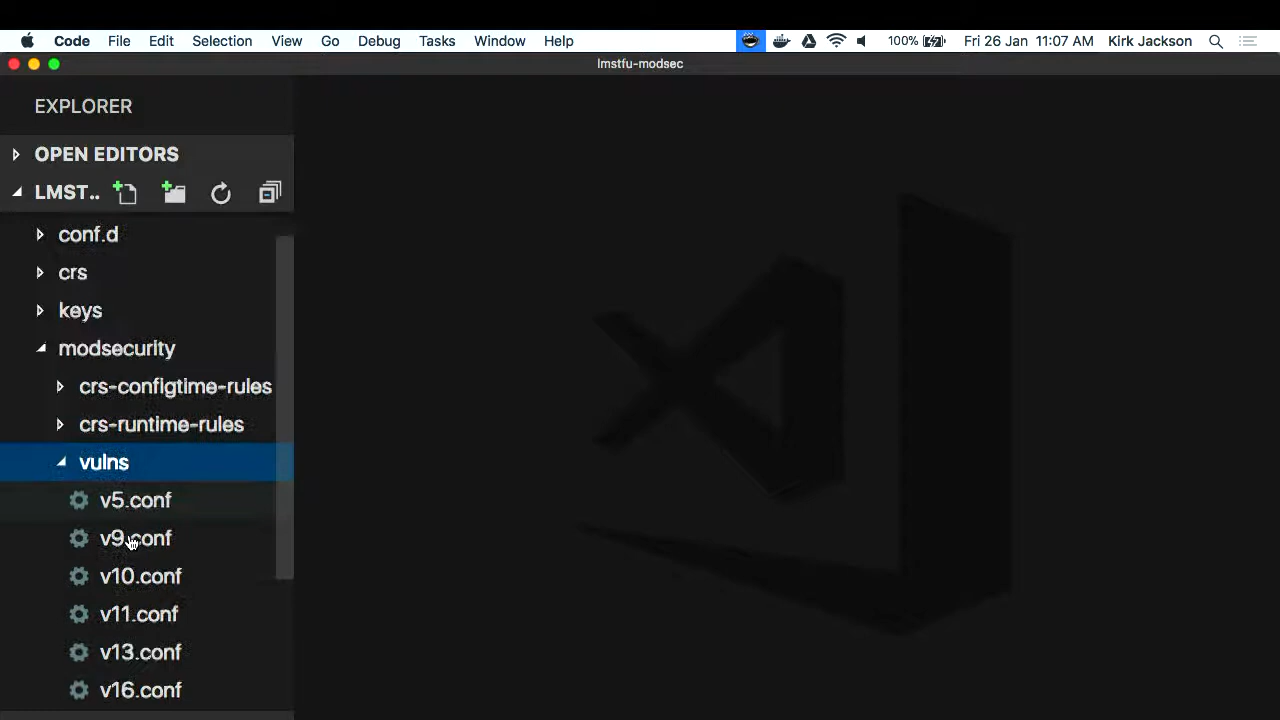 Code File Edit Selection View Go Debug Tasks Window Help 100% Fri 26 Jan 11:07 AM Kirk Jackson
lmstfu-modsec
EXPLORER
OPEN EDITORS
LMST..
conf.d
crs
keys
modsecurity
crs-configtime-rules
crs-runtime-rules
vulns
v5.conf
v9.conf
v10.conf
v11.conf
v13.conf
v16.conf